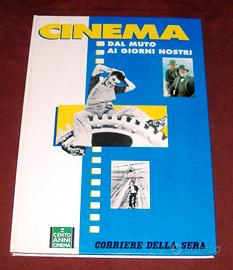 CINEMA
DAL MUTO
AI GIORNI NOSTRI
CENTO
ANNI
CINEMA
CORRIERE DELLA SERA